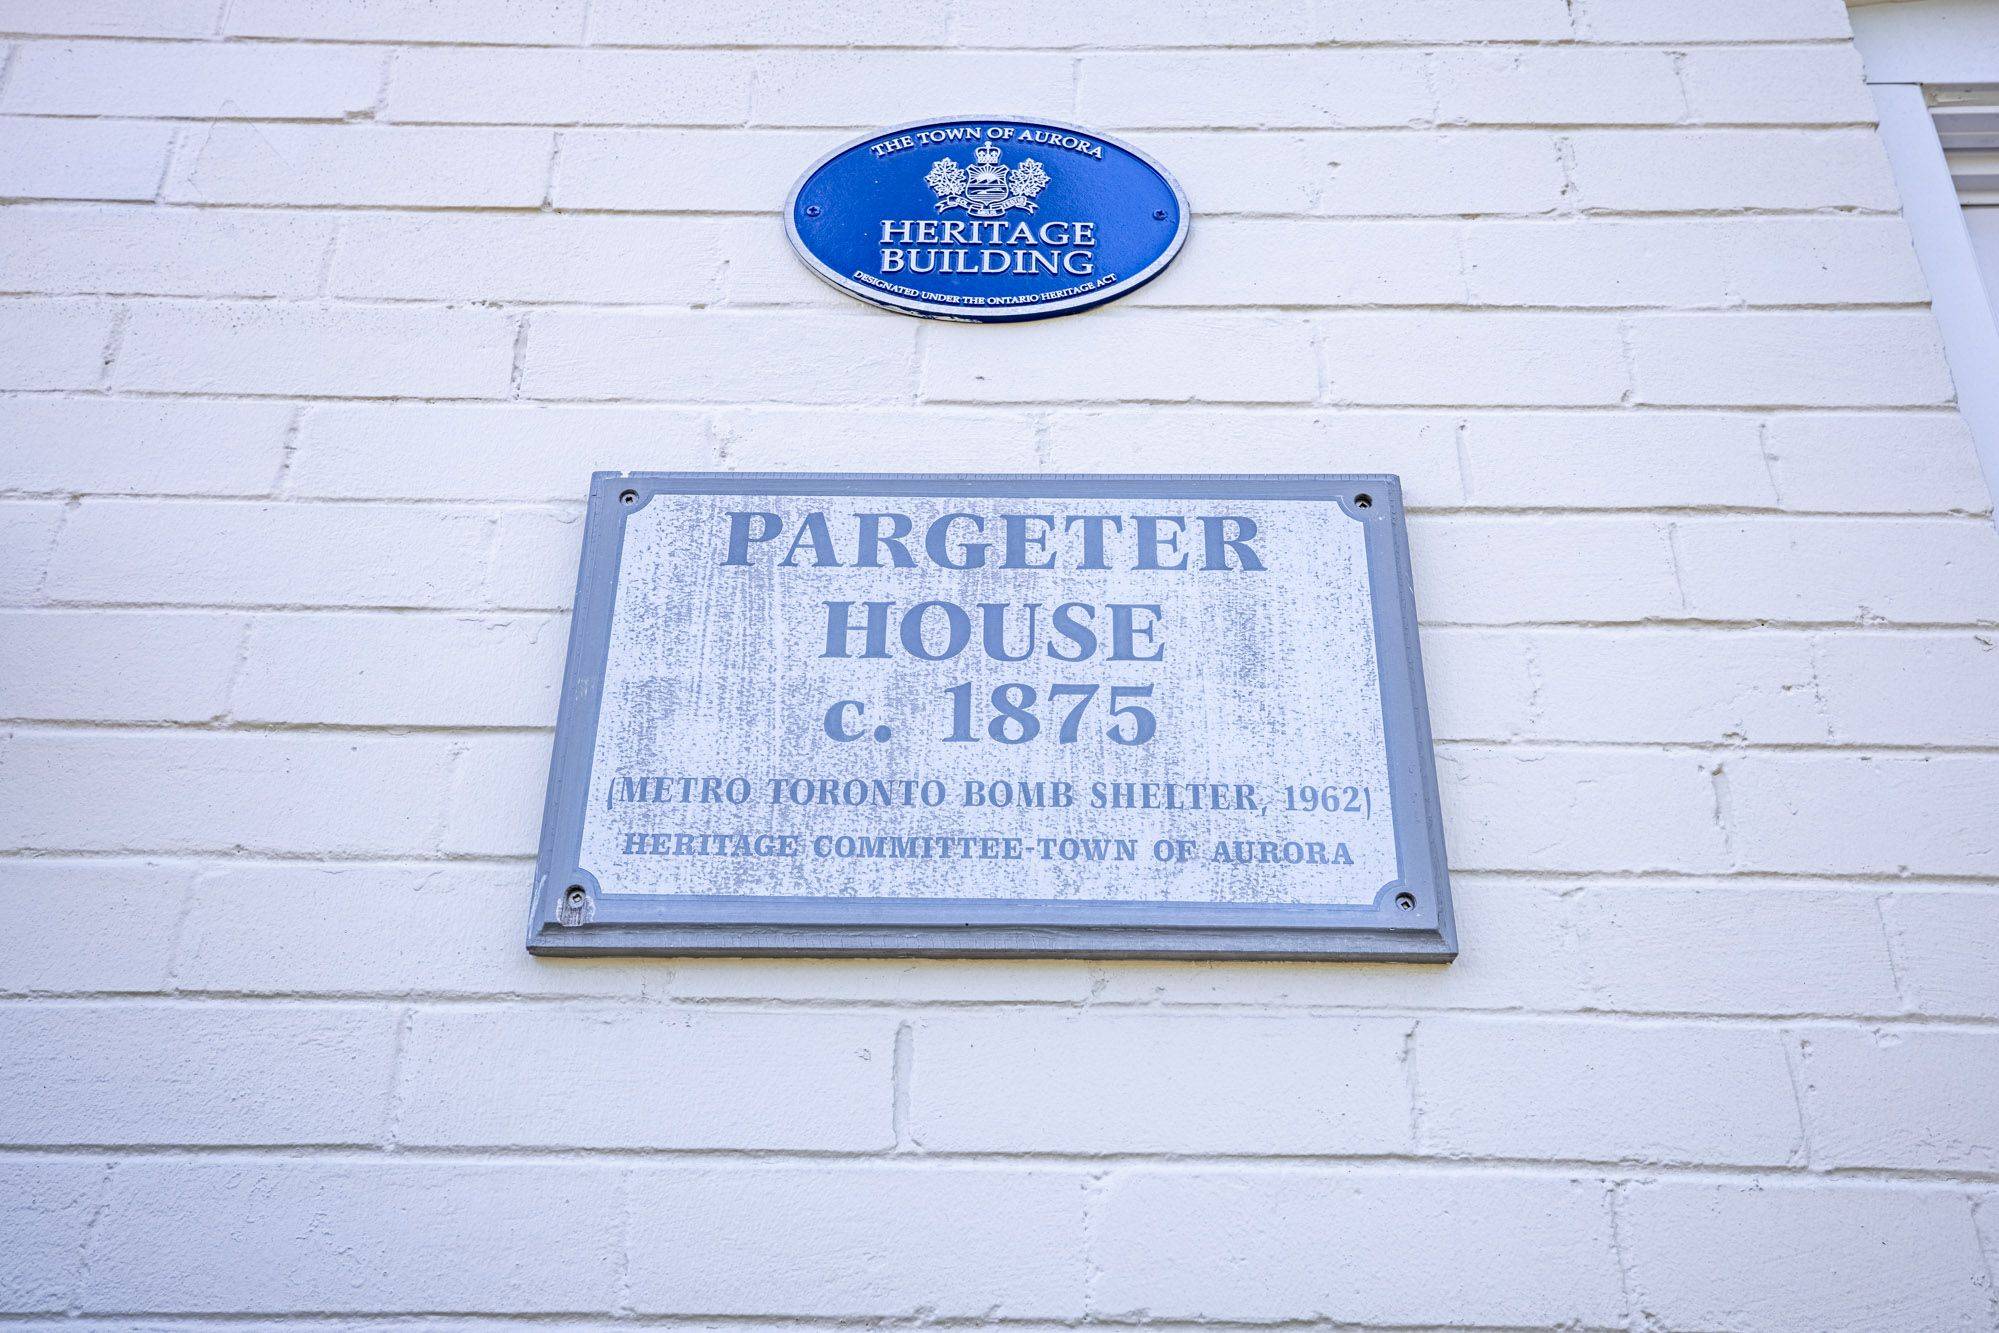 THE TOWN OF AURORA
HERITAGE
BUILDING
DESIGNATED UNDER THE ONTARIO HERITAGE ACT
PARGETER
HOUSE
c. 1875
(METRO TORONTO BOMB SHELTER, 1962)
HERITAGE COMMITTEE-TOWN OF AURORA